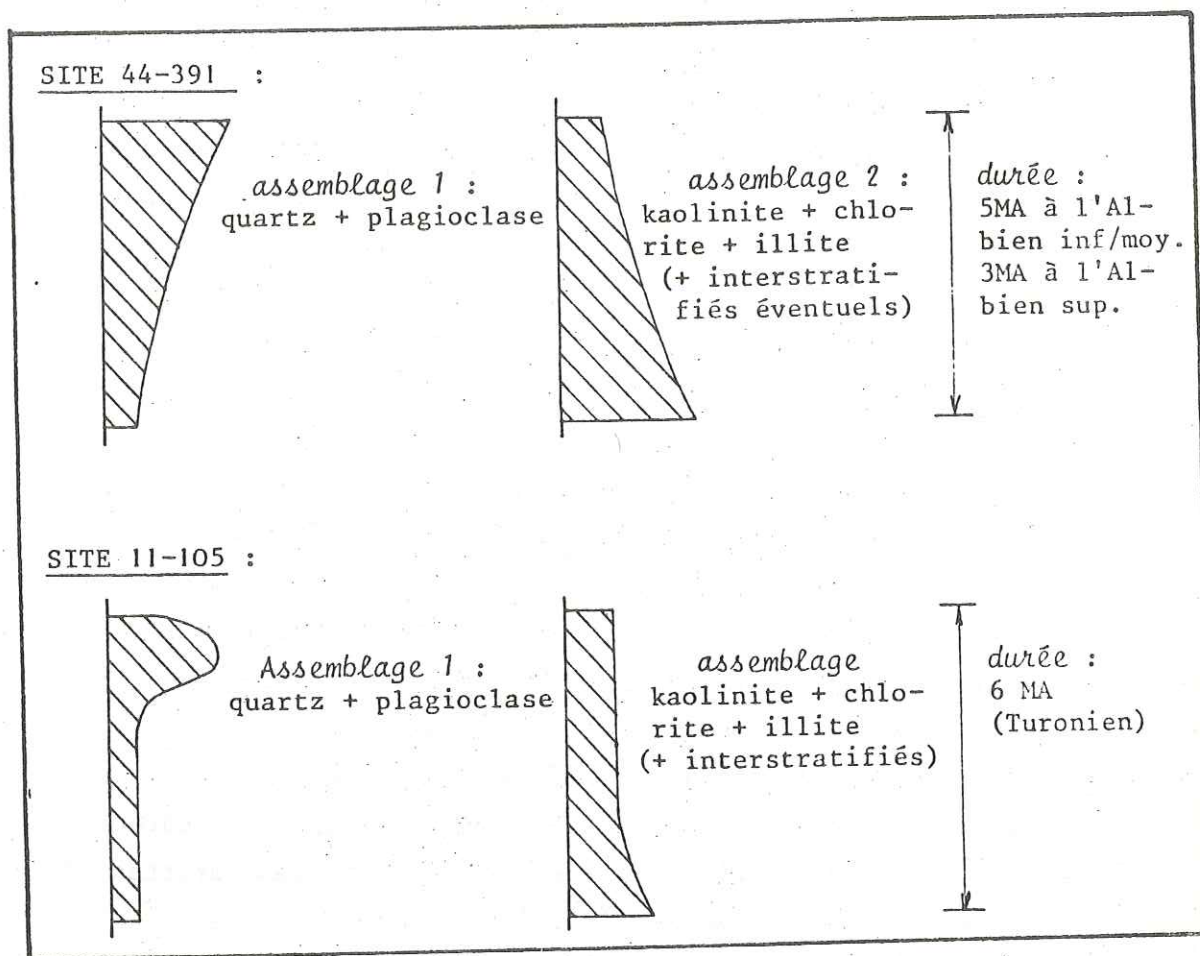 SITE 44-391 :
assemblage 1 :
quartz + plagioclase
assemblage 2 :
kaolinite + chlo-
rite + illite
(+ interstrati-
fiés éventuels)
durée :
5MA à l'Al-
bien inf/moy.
3MA à l'Al-
bien sup.
SITE 11-105 :
Assemblage 1 :
quartz + plagioclase
assemblage
kaolinite + chlo-
rite + illite
(+ interstratifiés)
durée :
6 MA
(Turonien)